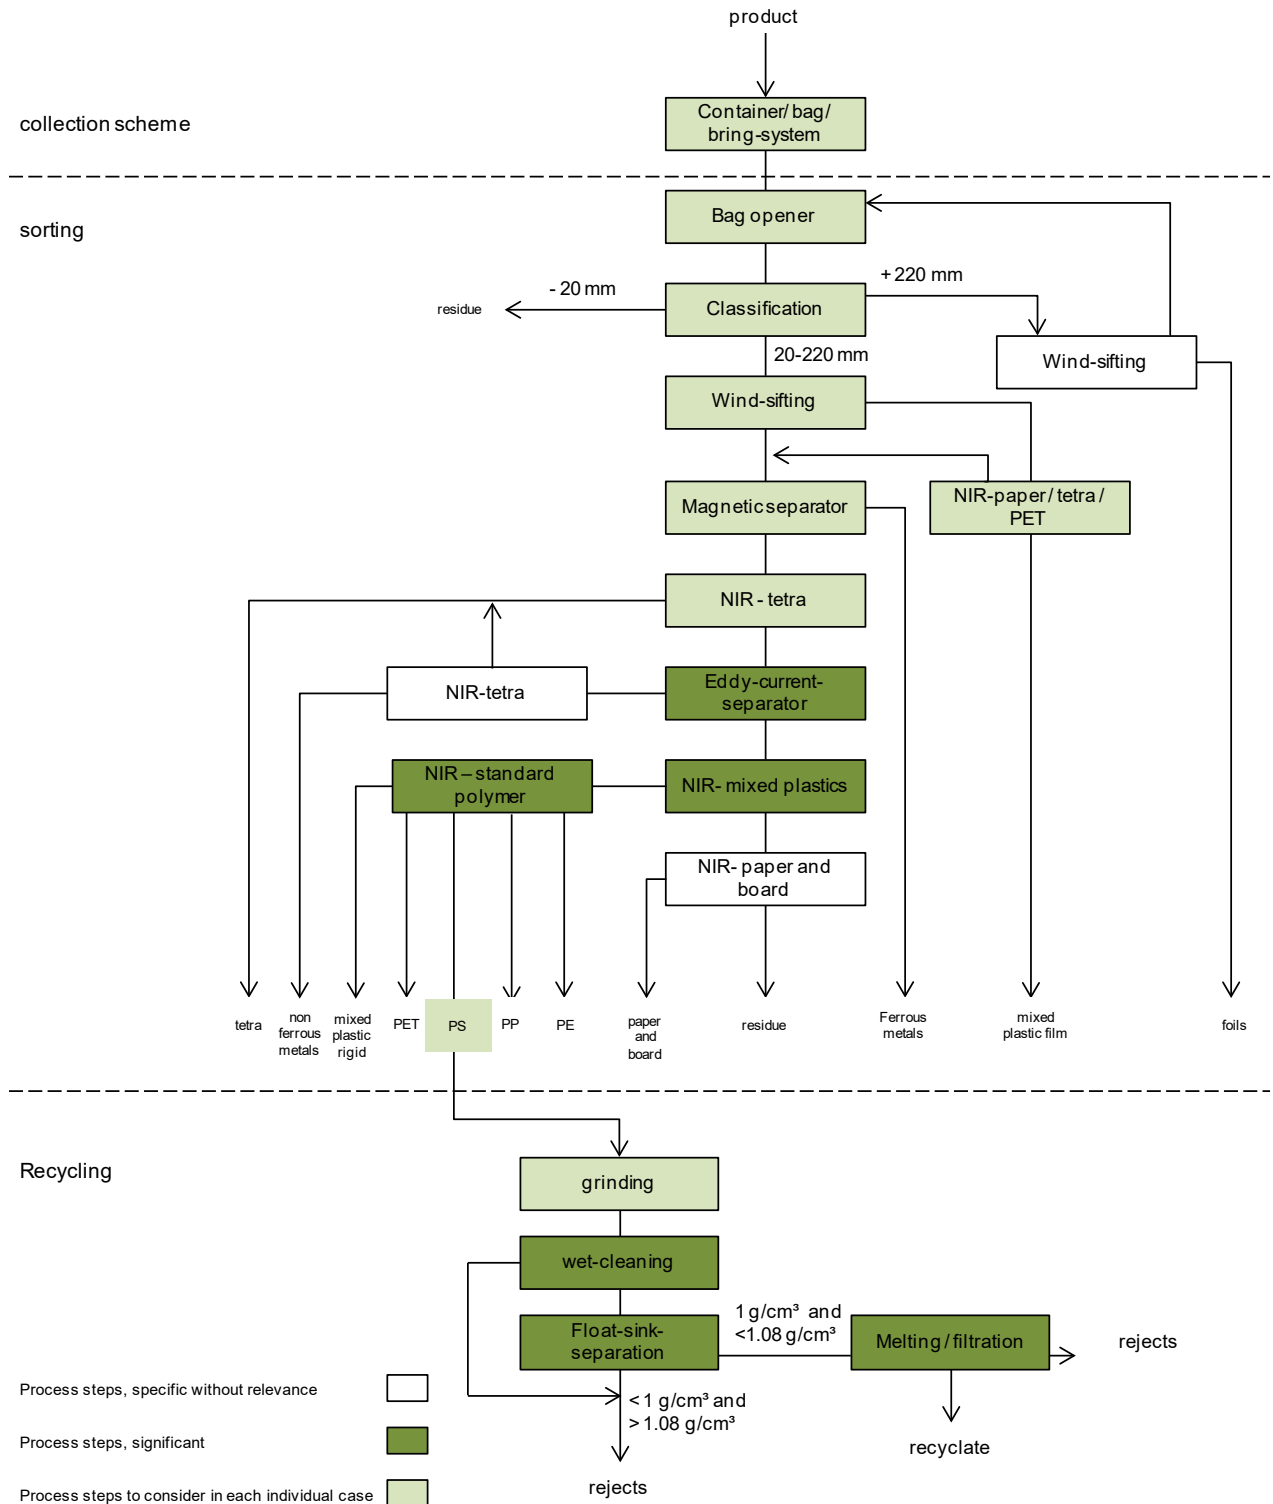 product
collection scheme
Container/ bag/
bring-system
sorting
Bag opener
+ 220 mm
- 20 mm
residue
Classification
20-220 mm
Wind-sifting
Wind-sifting
Magnetic separator
NIR-paper/ tetra /
PET
NIR - tetra
NIR-tetra
Eddy-current-
separator
NIR – standard
polymer
NIR- mixed plastics
NIR- paper and
board
tetra
non
ferrous
metals
mixed
plastic
rigid
PET
PS
PP
PE
paper
and
board
residue
Ferrous
metals
mixed
plastic film
foils
Recycling
grinding
wet-cleaning
Float-sink-
separation
1 g/cm³ and
<1.08 g/cm³
Melting / filtration
rejects
< 1 g/cm³ and
> 1.08 g/cm³
recyclate
rejects
Process steps, specific without relevance
Process steps, significant
Process steps to consider in each individual case